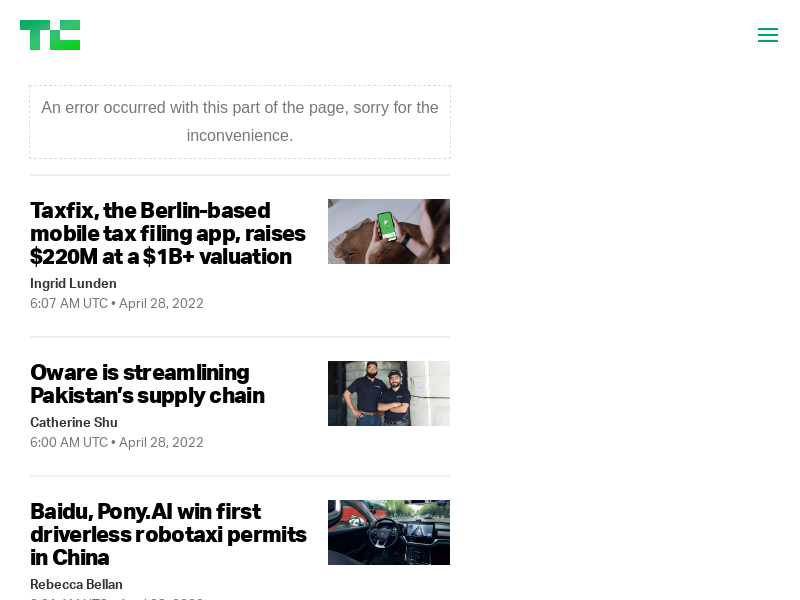 TC
An error occurred with this part of the page, sorry for the
inconvenience.
Taxfix, the Berlin-based
mobile tax filing app, raises
$220M at a $1B+ valuation
Ingrid Lunden
6:07 AM UTC • April 28, 2022
Oware is streamlining
Pakistan's supply chain
Catherine Shu
6:00 AM UTC • April 28, 2022
Baidu, Pony.AI win first
driverless robotaxi permits
in China
Rebecca Bellan